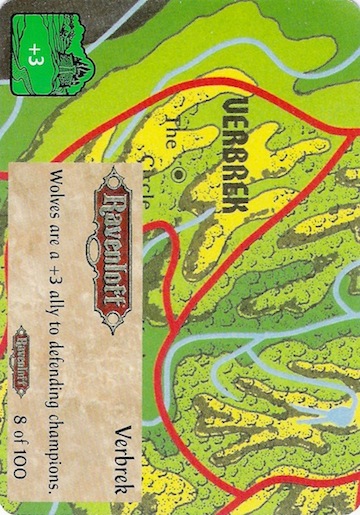 +3
VERBREK
The
Circle
Ravenloft
Verbrek
Wolves are a +3 ally to defending champions.
Ravenloft
8 of 100